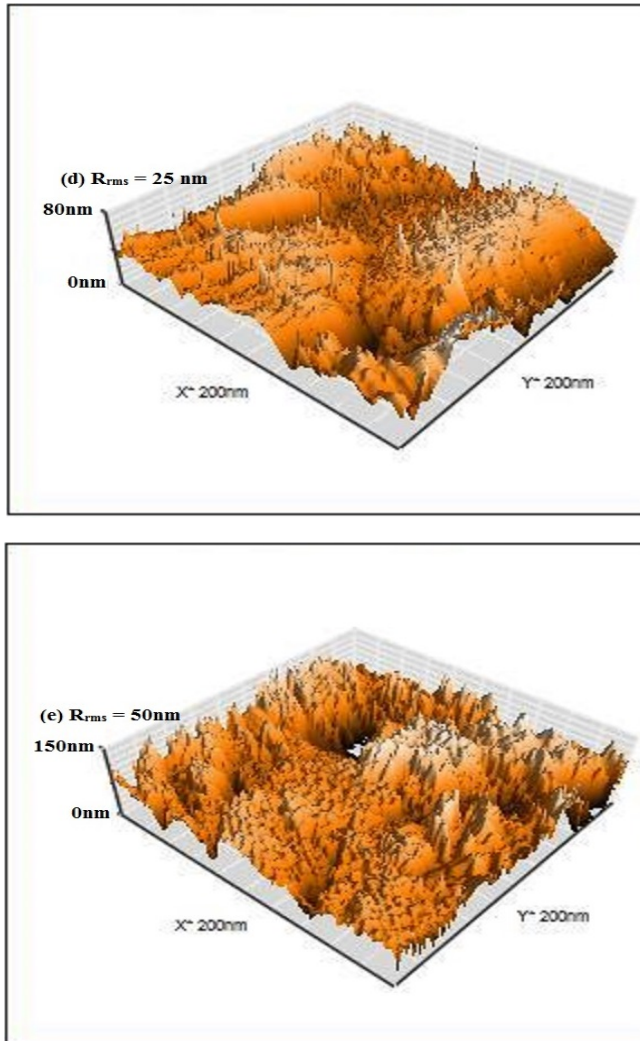 (d) Rrms = 25 nm
80nm
0nm
X* 200nm
Y* 200nm
(e) Rrms = 50nm
150nm
0nm
X* 200nm
Y* 200nm